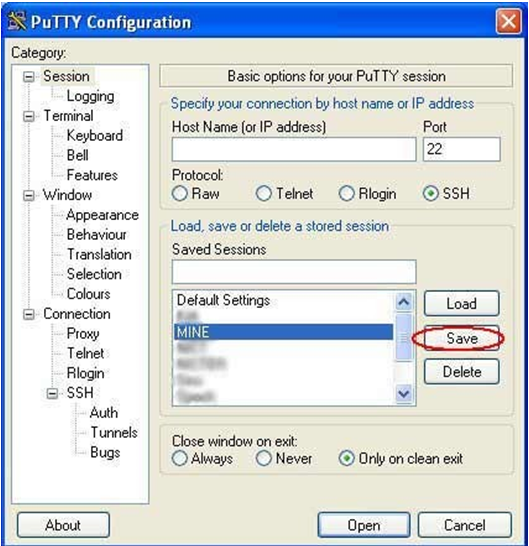 PuTTY Configuration
Category:
Session
Logging
Terminal
Keyboard
Bell
Features
Window
Appearance
Behaviour
Translation
Selection
Colours
Connection
Proxy
Telnet
Rlogin
SSH
Auth
Tunnels
Bugs
Basic options for your PuTTY session
Specify your connection by host name or IP address
Host Name (or IP address)
Port
22
Protocol:
Raw
Telnet
Rlogin
SSH
Load, save or delete a stored session
Saved Sessions
Default Settings
MINE
Load
Save
Delete
Close window on exit:
Always
Never
Only on clean exit
About
Open
Cancel